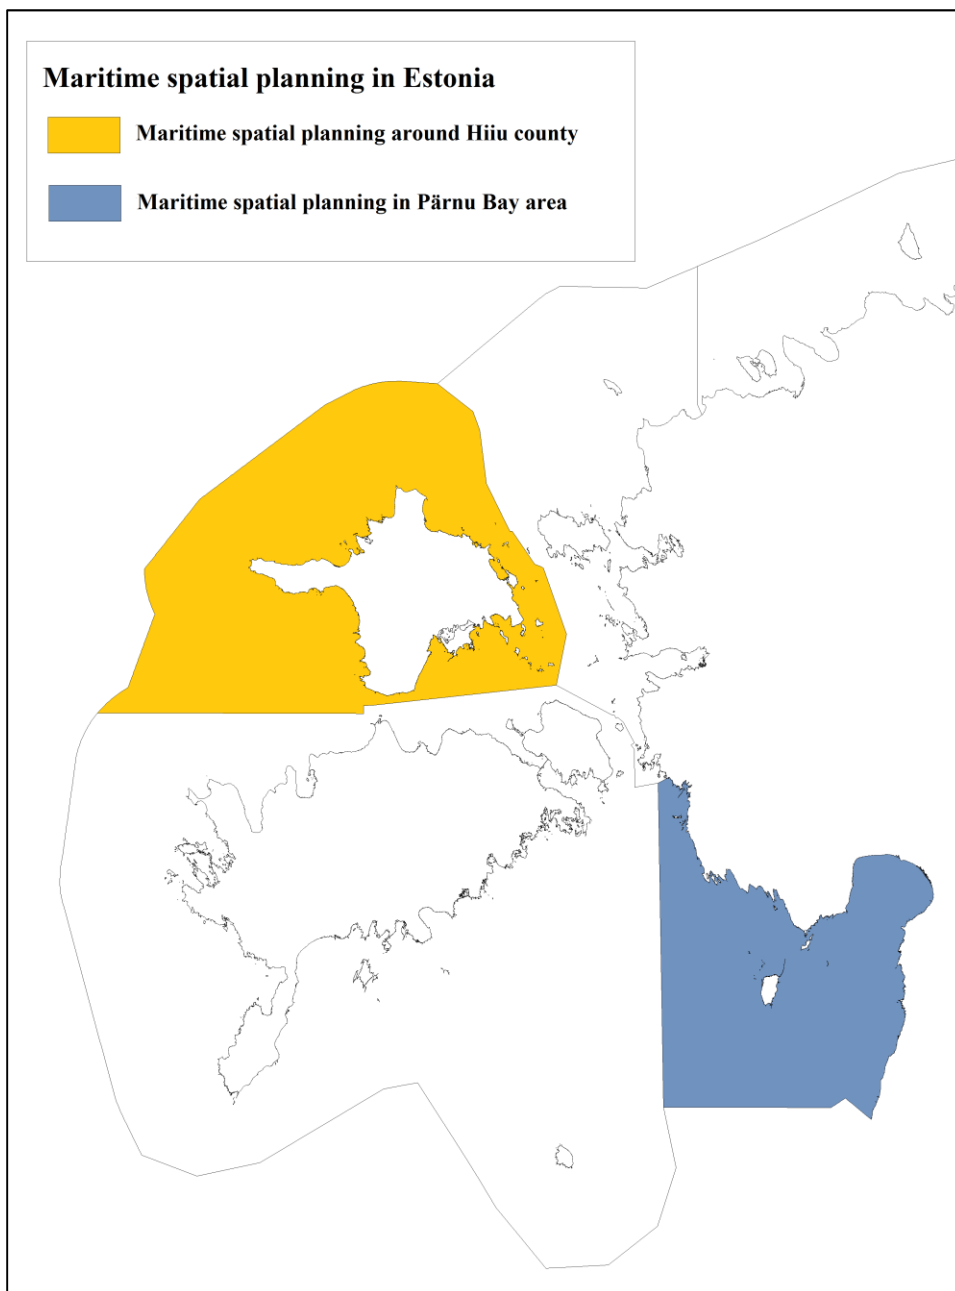 Maritime spatial planning in Estonia
Maritime spatial planning around Hiiu county
Maritime spatial planning in Pärnu Bay area